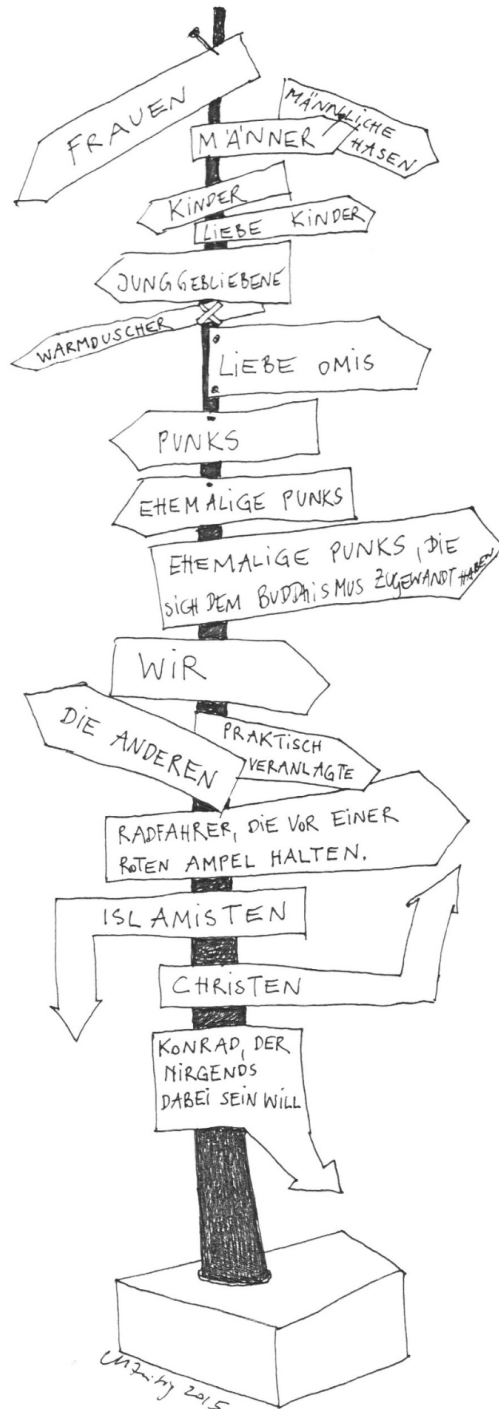 FRAUEN
MÄNNLICHE
HASEN
MÄNNER
KINDER
LIEBE KINDER
JUNGGEBLIEBENE
WARMDUSCHER
LIEBE OMIS
PUNKS
EHEMALIGE PUNKS
EHEMALIGE PUNKS, DIE
SICH DEM BUDDHISMUS ZUGEWANDT HABEN
WIR
DIE ANDEREN
PRAKTISCH
VERANLAGTE
RADFAHRER, DIE VOR EINER
ROTEN AMPEL HALTEN.
ISLAMISTEN
CHRISTEN
KONRAD, DER
NIRGENDS
DABEI SEIN WILL
2015